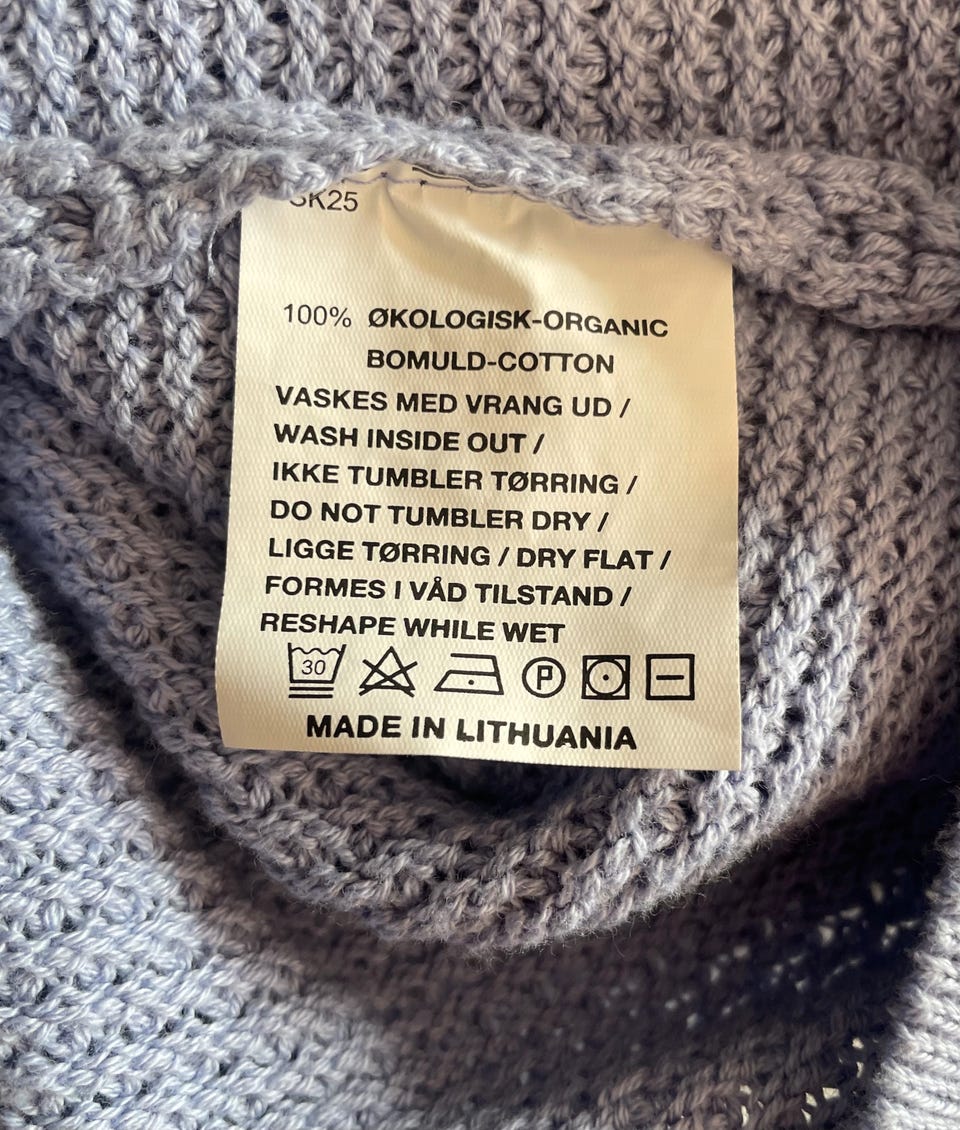 SK25
100% ØKOLOGISK-ORGANIC
BOMULD-COTTON
VASKES MED VRANG UD /
WASH INSIDE OUT /
IKKE TUMBLER TØRRING /
DO NOT TUMBLER DRY /
LIGGE TØRRING / DRY FLAT /
FORMES I VÅD TILSTAND /
RESHAPE WHILE WET
30 P
MADE IN LITHUANIA